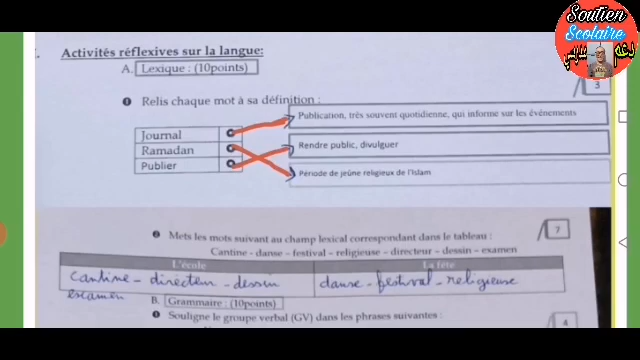 Soutien
Scolaire
Activités réflexives sur la langue:
A. Lexique : (10points)
3
❶ Relis chaque mot à sa définition :
Journal
Ramadan
Publier
Publication, très souvent quotidienne, qui informe sur les événements
Rendre public, divulguer
Période de jeûne religieux de l'Islam
7
❷ Mets les mots suivant au champ lexical correspondant dans le tableau :
Cantine – danse – festival – religieuse – directeur – dessin – examen
L'école
La fête
cantine - directeur - dessin
examen
danse - festival - religieuse
B. Grammaire : (10points)
❶ Souligne le groupe verbal (GV) dans les phrases suivantes :
4